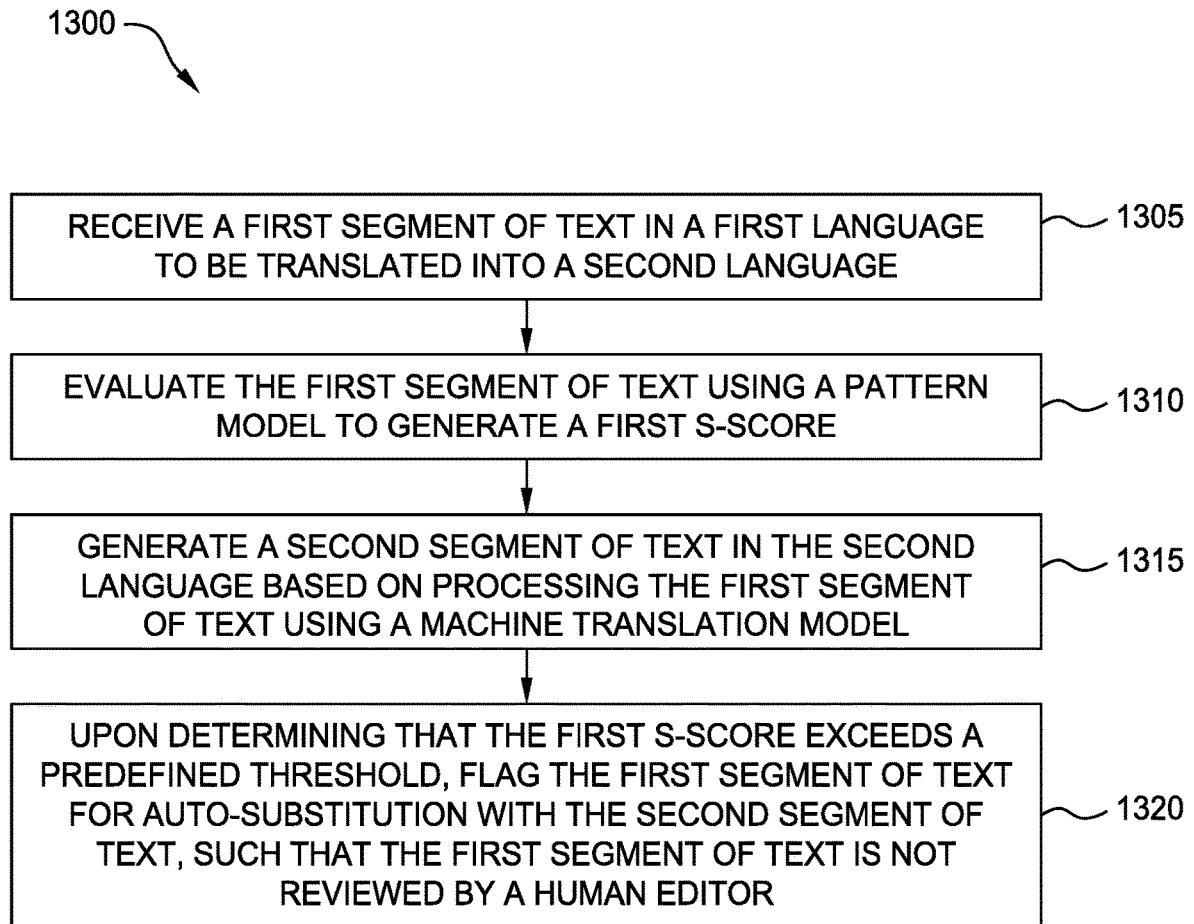 1300
RECEIVE A FIRST SEGMENT OF TEXT IN A FIRST LANGUAGE
TO BE TRANSLATED INTO A SECOND LANGUAGE
1305
EVALUATE THE FIRST SEGMENT OF TEXT USING A PATTERN
MODEL TO GENERATE A FIRST S-SCORE
1310
GENERATE A SECOND SEGMENT OF TEXT IN THE SECOND
LANGUAGE BASED ON PROCESSING THE FIRST SEGMENT
OF TEXT USING A MACHINE TRANSLATION MODEL
1315
UPON DETERMINING THAT THE FIRST S-SCORE EXCEEDS A
PREDEFINED THRESHOLD, FLAG THE FIRST SEGMENT OF TEXT
FOR AUTO-SUBSTITUTION WITH THE SECOND SEGMENT OF
TEXT, SUCH THAT THE FIRST SEGMENT OF TEXT IS NOT
REVIEWED BY A HUMAN EDITOR
1320